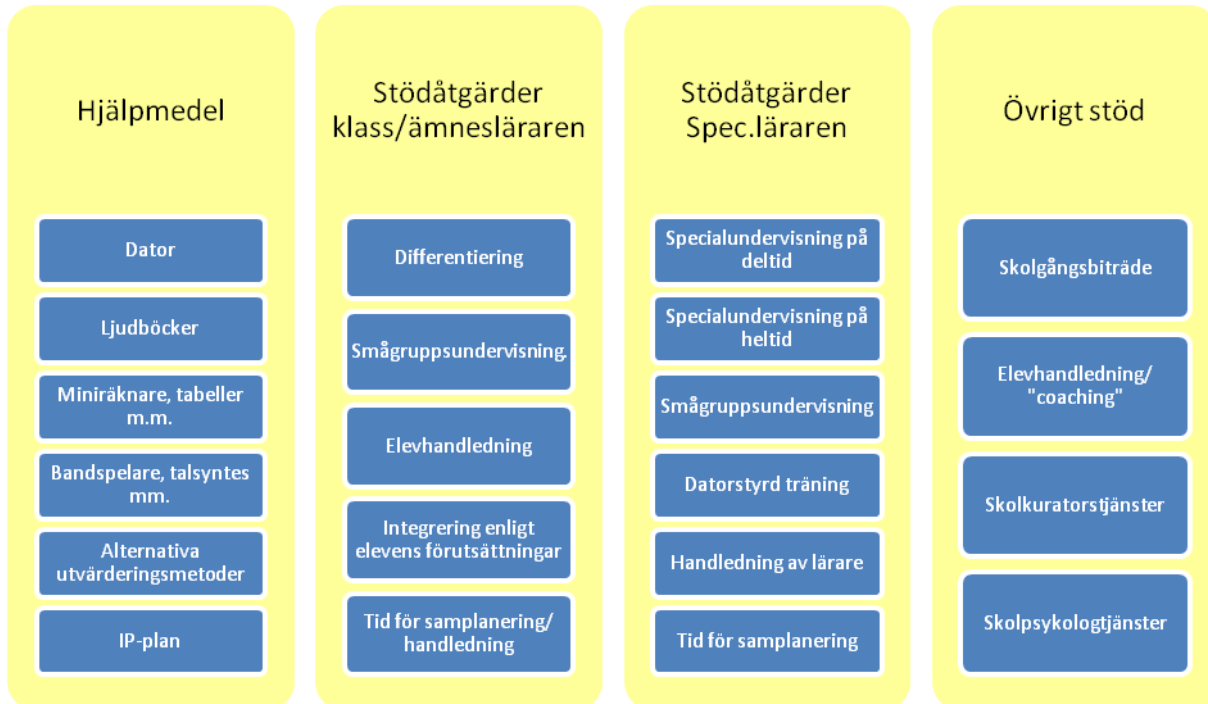 Hjälpmedel
Dator
Ljudböcker
Miniräknare, tabeller
m.m.
Bandspelare, talsyntes
mm.
Alternativa
utvärderingsmetoder
IP-plan
Stödåtgärder
klass/ämnesläraren
Differentiering
Smågruppsundervisning.
Elevhandledning
Integrering enligt
elevens förutsättningar
Tid för samplanering/
handledning
Stödåtgärder
Spec.läraren
Specialundervisning på
deltid
Specialundervisning på
heltid
Smågruppsundervisning
Datorstyrd träning
Handledning av lärare
Tid för samplanering
Övrigt stöd
Skolgångsbiträde
Elevhandledning/
"coaching"
Skolkuratorstjänster
Skolpsykologtjänster